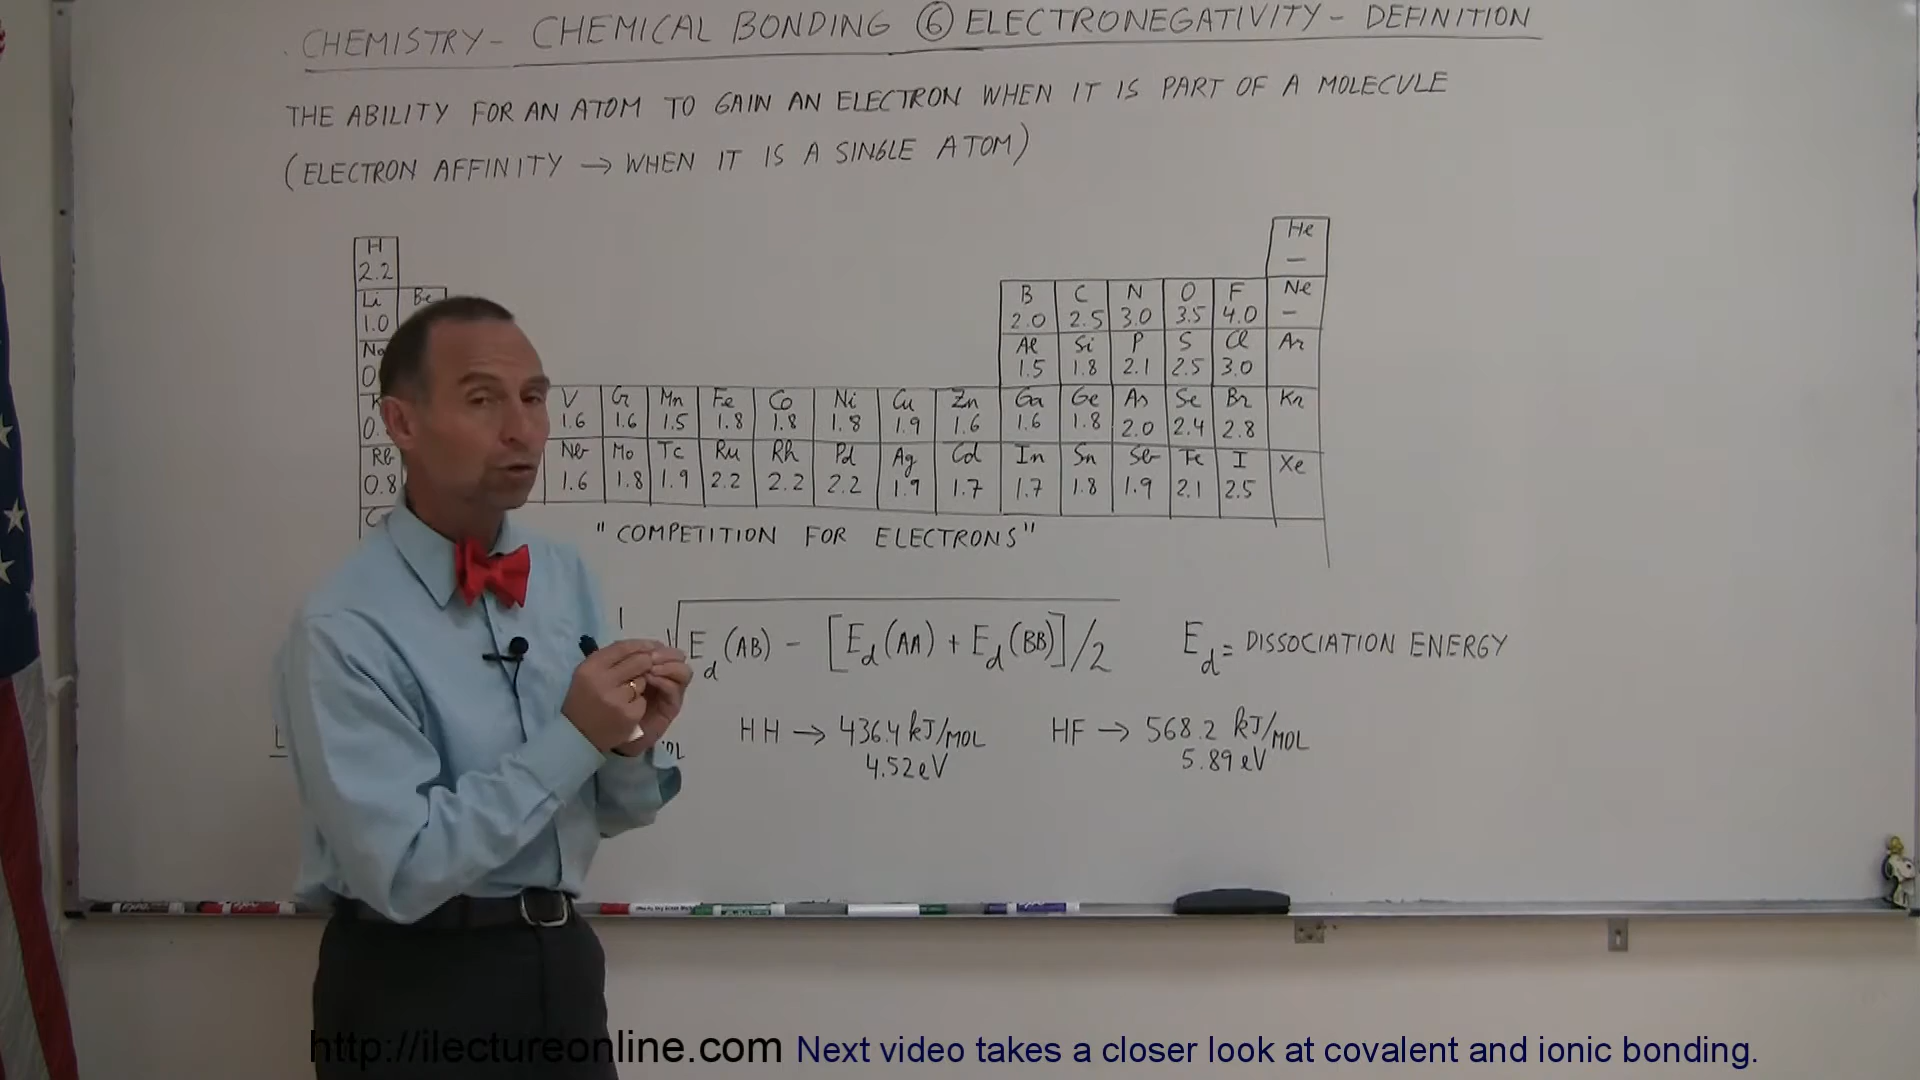 CHEMISTRY - CHEMICAL BONDING ⑥ ELECTRONEGATIVITY - DEFINITION
THE ABILITY FOR AN ATOM TO GAIN AN ELECTRON WHEN IT IS PART OF A MOLECULE
(ELECTRON AFFINITY → WHEN IT IS A SINGLE ATOM)
He
—
H
2.2
Li Be B C N O F Ne
1.0 2.0 2.5 3.0 3.5 4.0 —
Na Al Si P S Cl Ar
1.5 1.8 2.1 2.5 3.0
K V Cr Mn Fe Co Ni Cu Zn Ga Ge As Se Br Kr
1.6 1.6 1.5 1.8 1.8 1.8 1.9 1.6 1.6 1.8 2.0 2.4 2.8
Rb Nb Mo Tc Ru Rh Pd Ag Cd In Sn Sb Te I Xe
0.8 1.6 1.8 1.9 2.2 2.2 2.2 1.9 1.7 1.7 1.8 1.9 2.1 2.5
"COMPETITION FOR ELECTRONS"
√Ed(AB) - [Ed(AA) + Ed(BB)]/2 Ed = DISSOCIATION ENERGY
HH → 436.4 kJ/MOL HF → 568.2 kJ/MOL
4.52 eV 5.89 eV
http://ilectureonline.com Next video takes a closer look at covalent and ionic bonding.